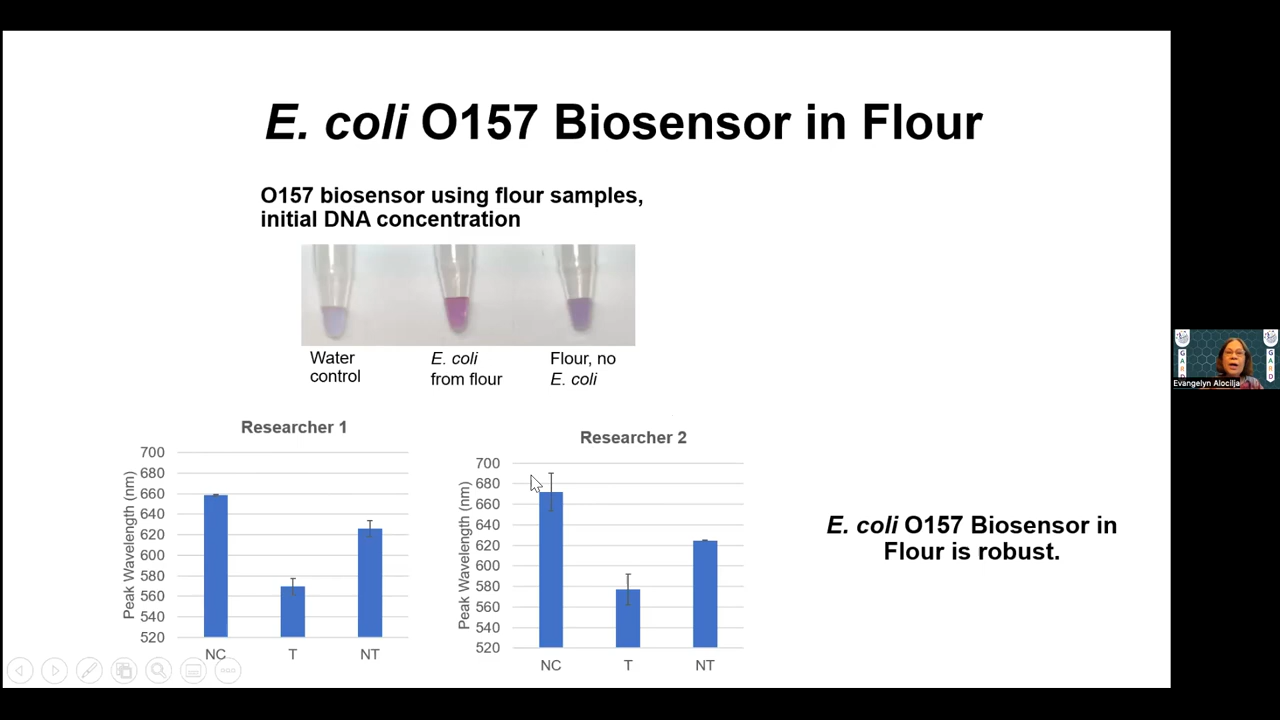 E. coli O157 Biosensor in Flour
O157 biosensor using flour samples,
initial DNA concentration
Water
control
E. coli
from flour
Flour, no
E. coli
Researcher 1
Peak Wavelength (nm)
700
680
660
640
620
600
580
560
540
520
NC
T
NT
Researcher 2
Peak Wavelength (nm)
700
680
660
640
620
600
580
560
540
520
NC
T
NT
E. coli O157 Biosensor in
Flour is robust.
G
A
R
D
G
A
R
D
Evangelyn Alocilja